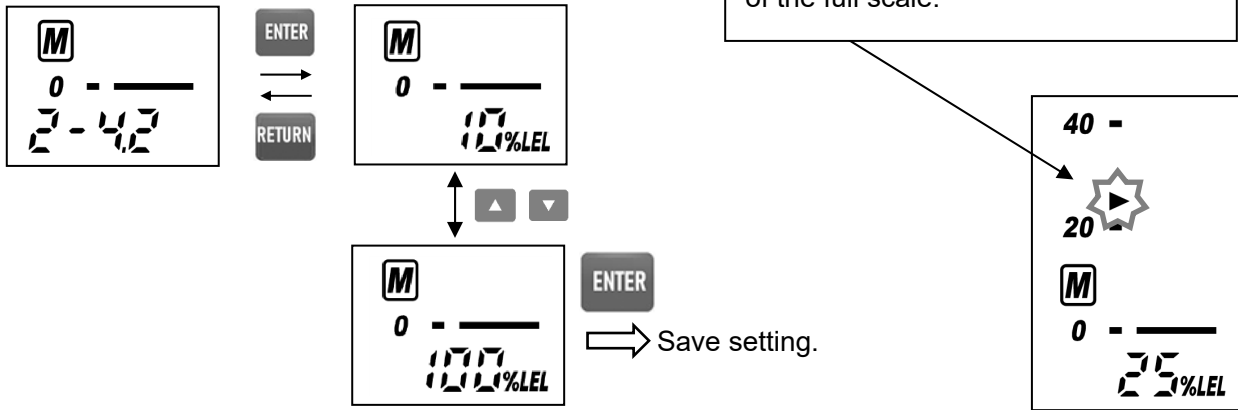 of the full scale.
M
0
2-4.2
ENTER
RETURN
M
0
10%LEL
M
0
100%LEL
ENTER
Save setting.
40
20
M
0
25%LEL